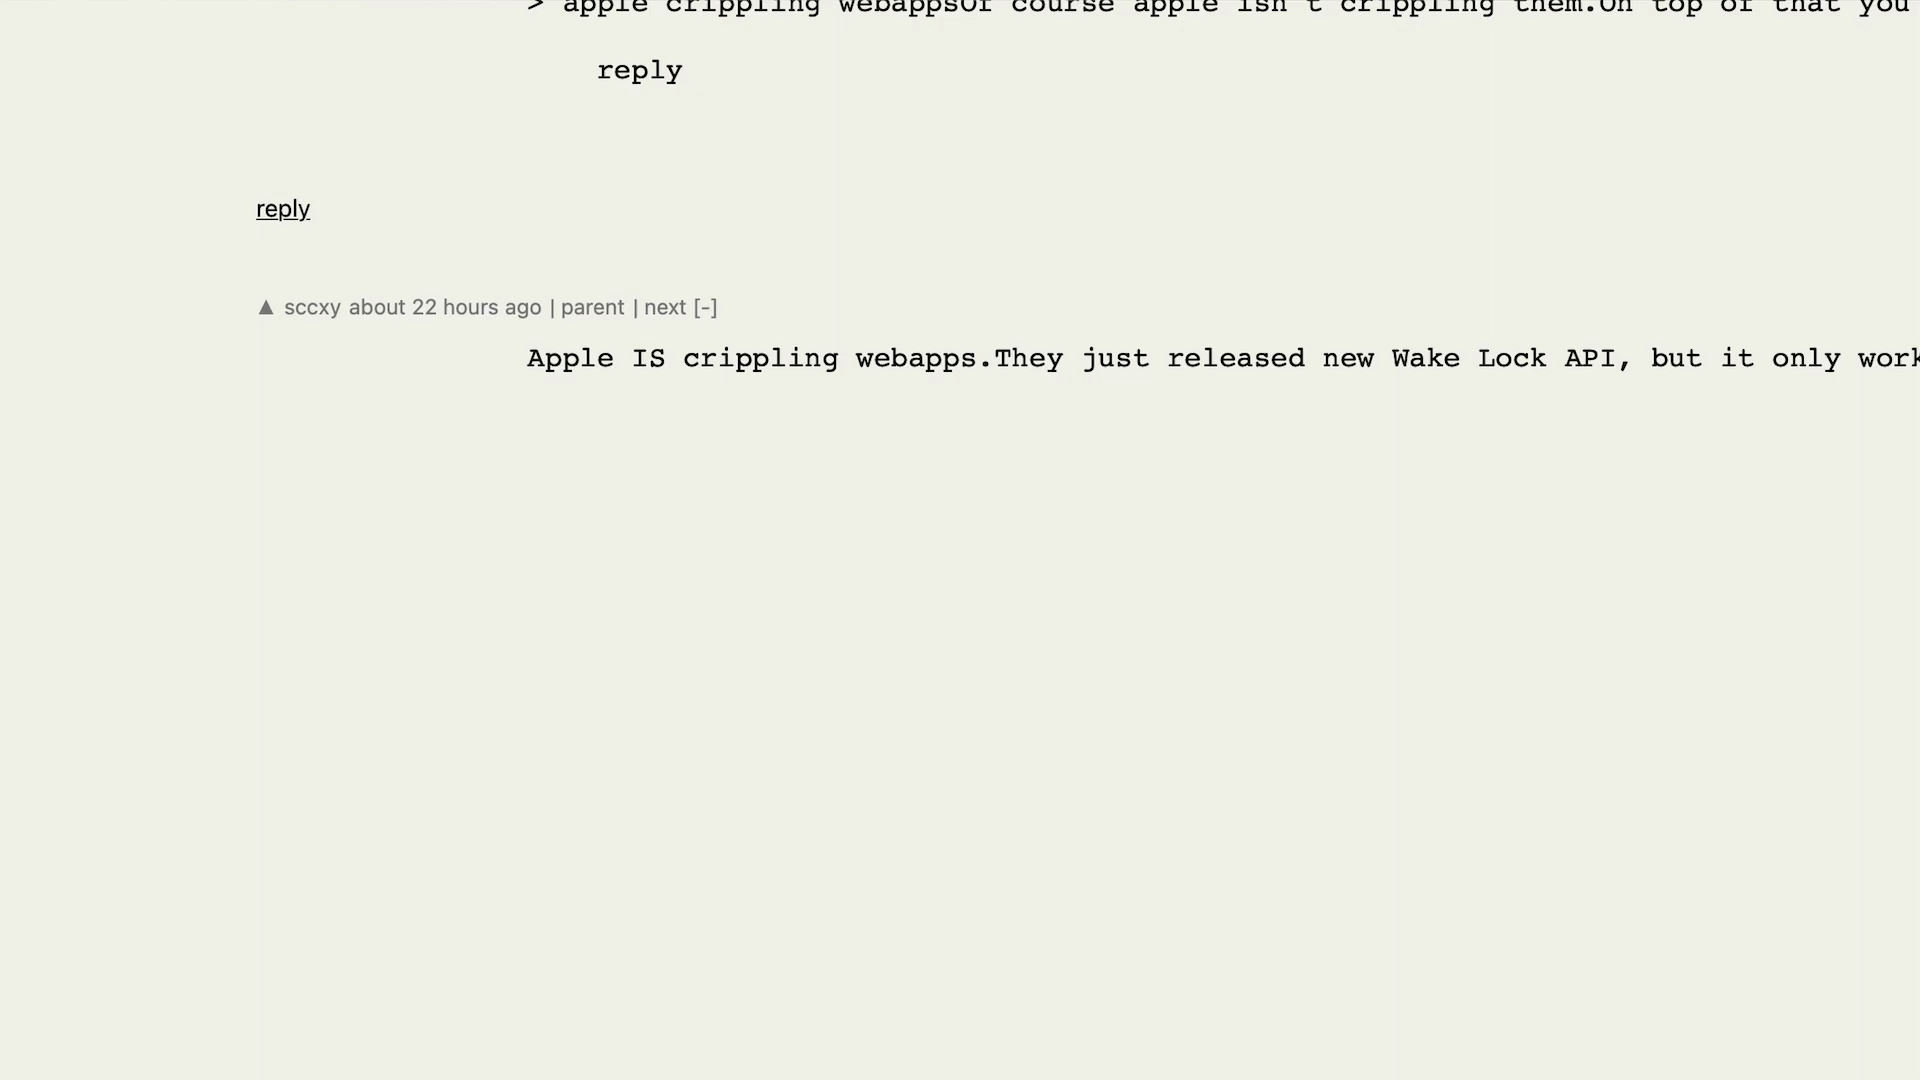 > apple crippling webappsOf course apple isn't crippling them.On top of that you
reply
reply
▲ sccxy about 22 hours ago | parent | next [-]
Apple IS crippling webapps.They just released new Wake Lock API, but it only work